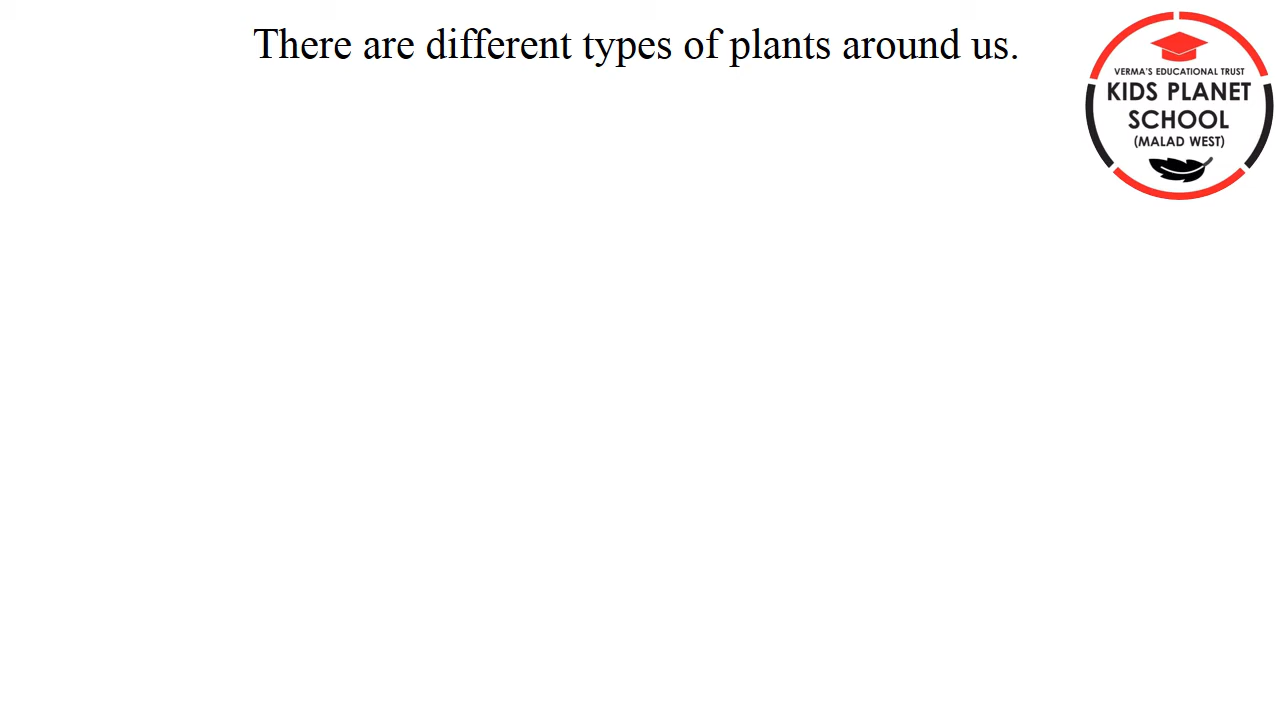 There are different types of plants around us.
VERMA'S EDUCATIONAL TRUST
KIDS PLANET
SCHOOL
(MALAD WEST)